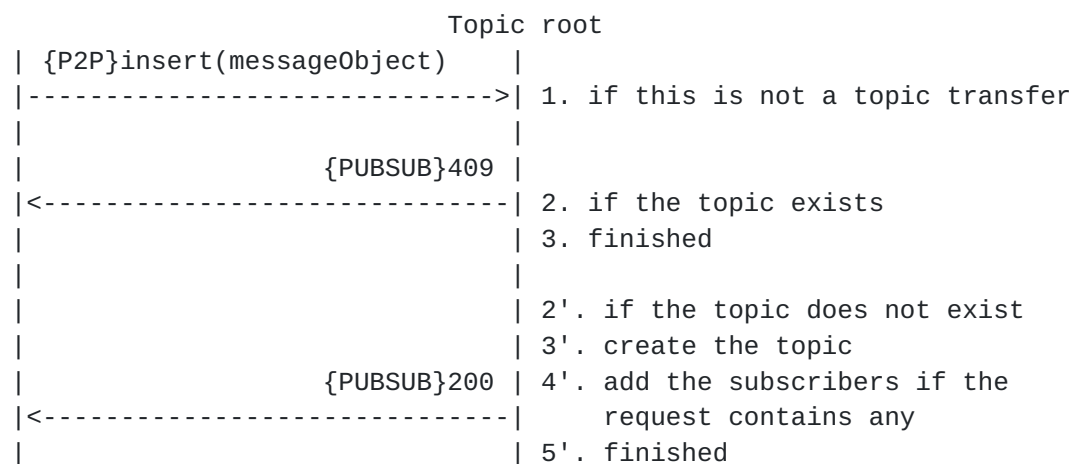 Topic root
| {P2P}insert(messageObject)    |
|------------------------------>| 1. if this is not a topic transfer
|                               |
|                   {PUBSUB}409 |
|<------------------------------| 2. if the topic exists
|                               | 3. finished
|                               |
|                               | 2'. if the topic does not exist
|                               | 3'. create the topic
|                   {PUBSUB}200 | 4'. add the subscribers if the
|<------------------------------|     request contains any
|                               | 5'. finished